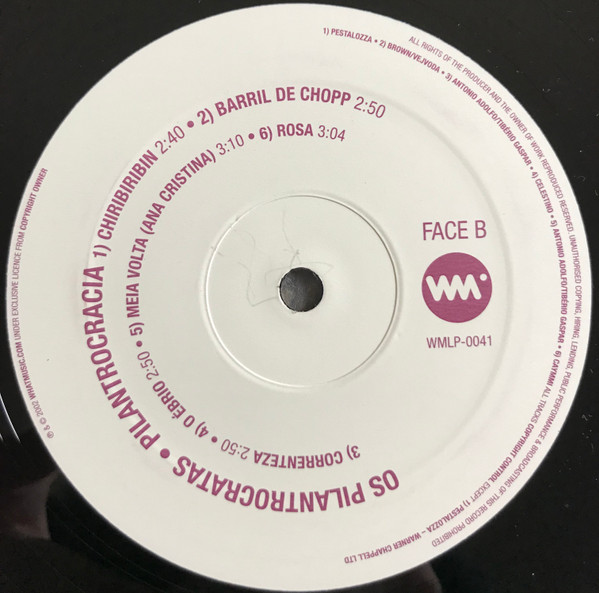 OS PILANTROCRATAS • PILANTROCRACIA 1) CHIRIBIRIBIN 2:40 • 2) BARRIL DE CHOPP 2:50
3) CORRENTEZA 2:50 • 4) O ÉBRIO 2:50 • 5) MEIA VOLTA (ANA CRISTINA) 3:10 • 6) ROSA 3:04
FACE B
WM
WMLP-0041
1) PESTALOZZA • 2) BROWN/VEJVODA • 3) ANTONIO ADOLFO/TIBÉRIO GASPAR • 4) CELESTINO • 5) ANTONIO ADOLFO/TIBÉRIO GASPAR • 6) CAYMMI ALL TRACKS COPYRIGHT CONTROL EXCEPT 1) PESTALOZZA – WARNER CHAPPELL LTD
ALL RIGHTS OF THE PRODUCER AND THE OWNER OF WORK REPRODUCED RESERVED. UNAUTHORISED COPYING, HIRING, LENDING, PUBLIC PERFORMANCE & BROADCASTING OF THIS RECORD PROHIBITED
℗ & © 2002 WHATMUSIC.COM UNDER EXCLUSIVE LICENCE FROM COPYRIGHT OWNER